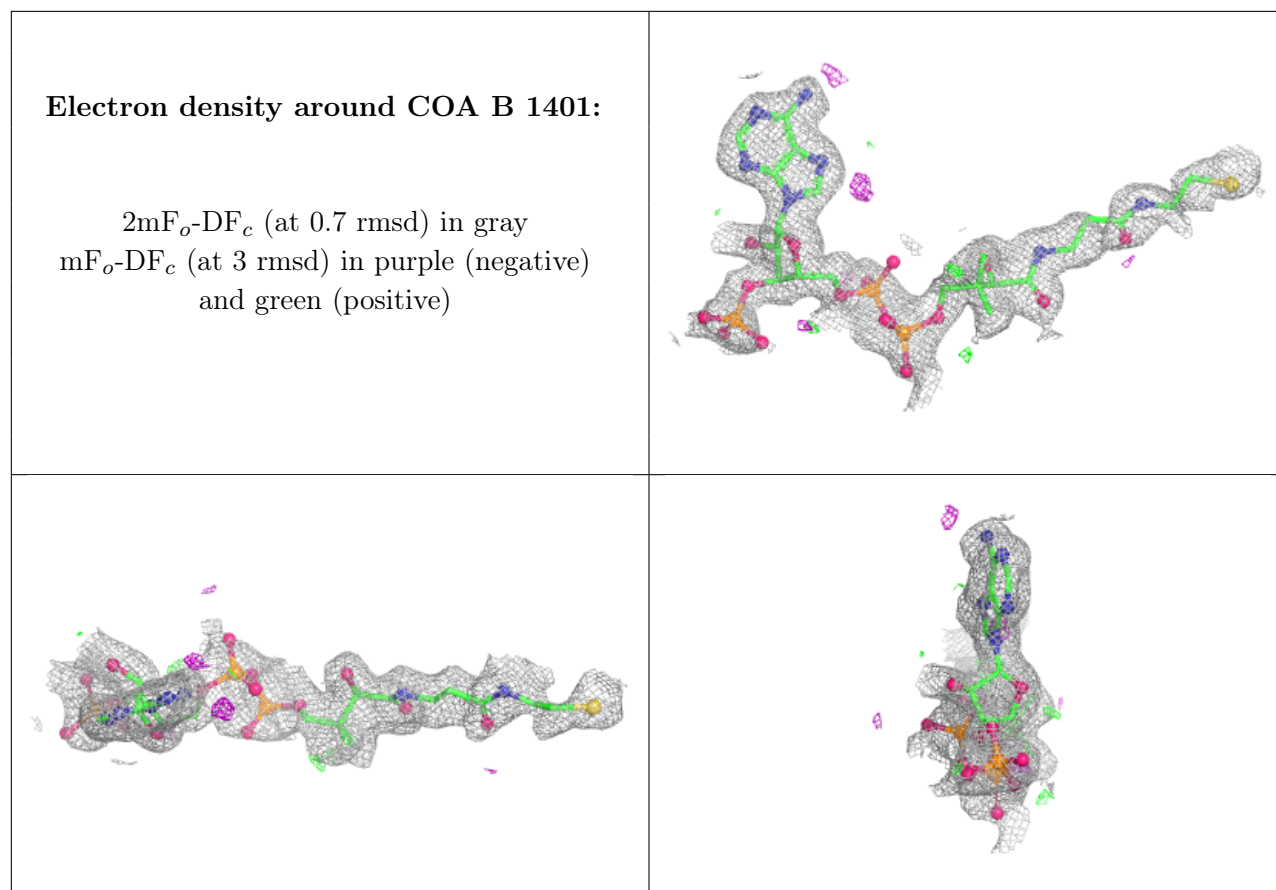 Electron density around COA B 1401:
2mFₒ-DF𝒸 (at 0.7 rmsd) in gray
mFₒ-DF𝒸 (at 3 rmsd) in purple (negative)
and green (positive)